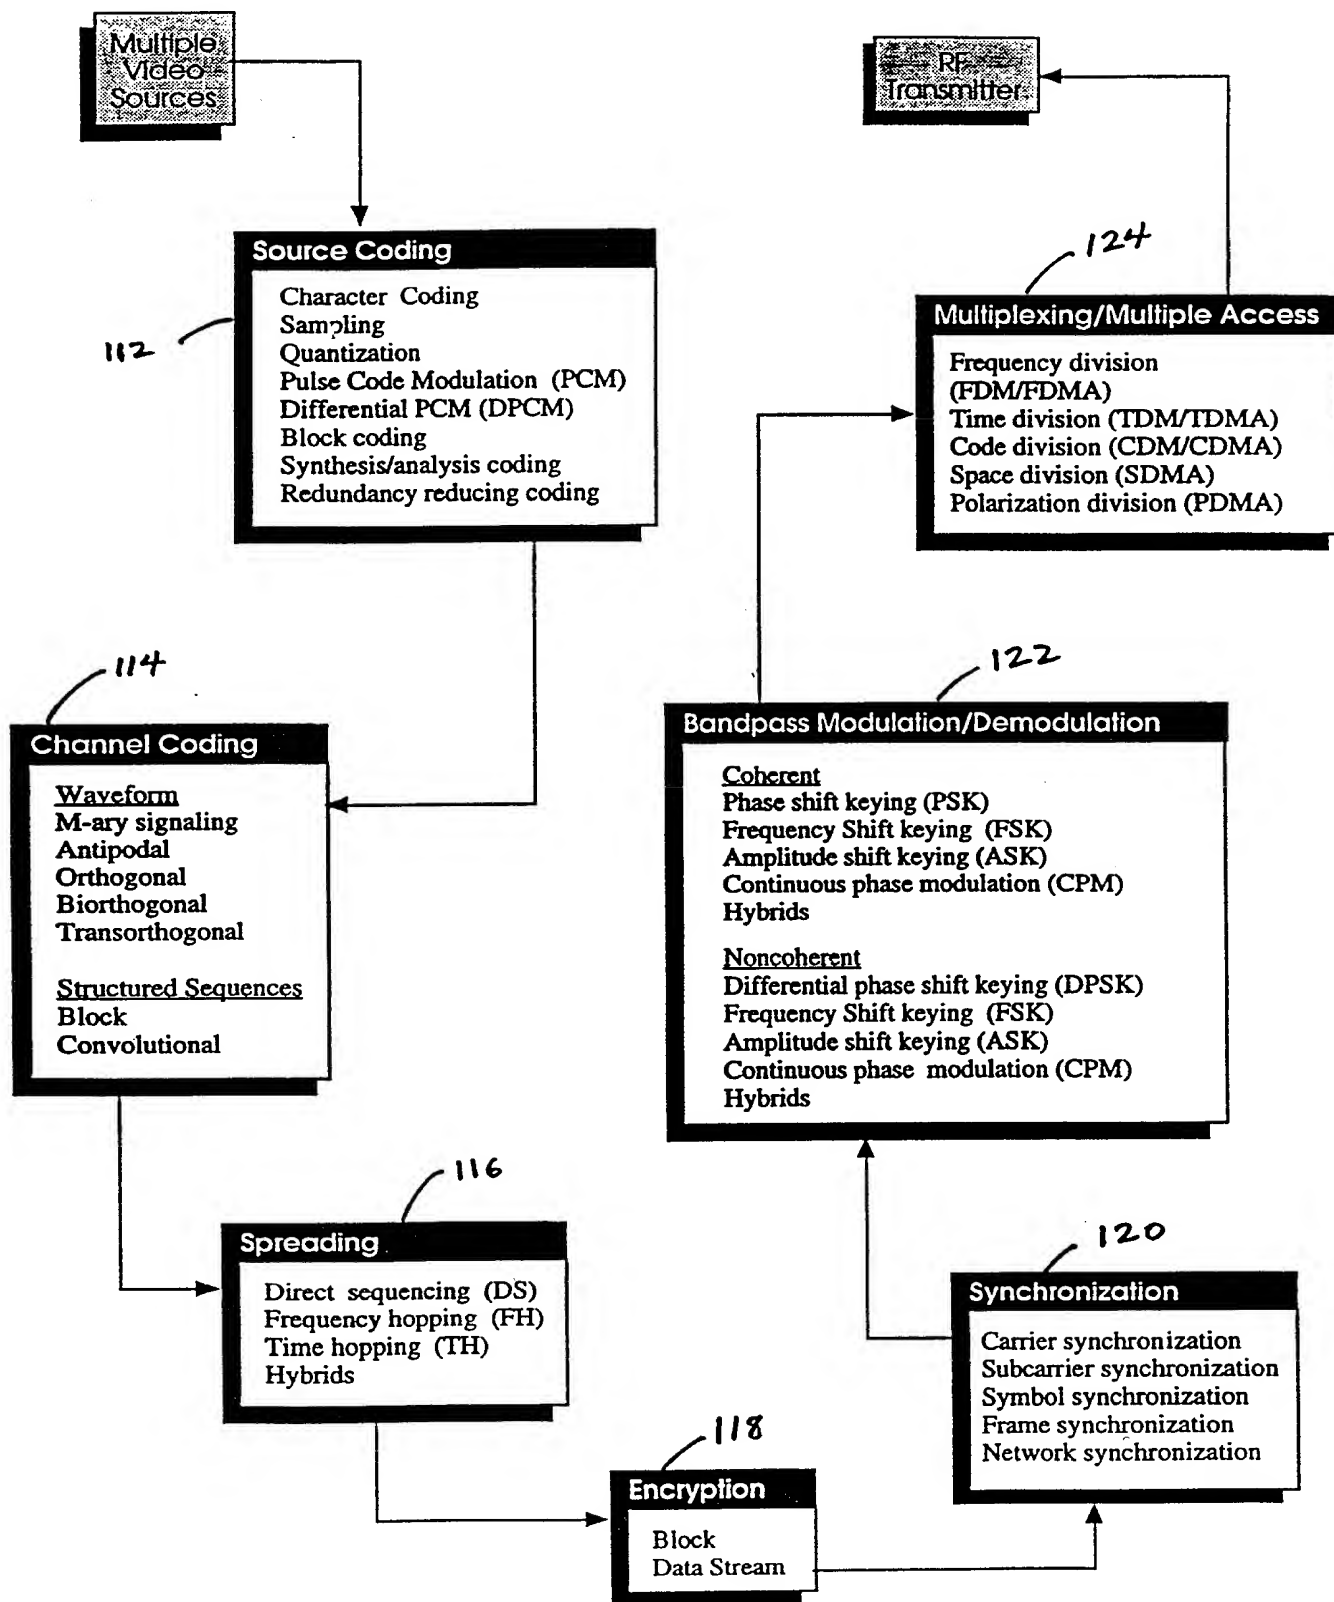 Multiple
Video
Sources
RF
Transmitter
112
Source Coding
Character Coding
Sampling
Quantization
Pulse Code Modulation (PCM)
Differential PCM (DPCM)
Block coding
Synthesis/analysis coding
Redundancy reducing coding
114
Channel Coding
Waveform
M-ary signaling
Antipodal
Orthogonal
Biorthogonal
Transorthogonal
Structured Sequences
Block
Convolutional
116
Spreading
Direct sequencing (DS)
Frequency hopping (FH)
Time hopping (TH)
Hybrids
118
Encryption
Block
Data Stream
120
Synchronization
Carrier synchronization
Subcarrier synchronization
Symbol synchronization
Frame synchronization
Network synchronization
122
Bandpass Modulation/Demodulation
Coherent
Phase shift keying (PSK)
Frequency Shift keying (FSK)
Amplitude shift keying (ASK)
Continuous phase modulation (CPM)
Hybrids
Noncoherent
Differential phase shift keying (DPSK)
Frequency Shift keying (FSK)
Amplitude shift keying (ASK)
Continuous phase modulation (CPM)
Hybrids
124
Multiplexing/Multiple Access
Frequency division
(FDM/FDMA)
Time division (TDM/TDMA)
Code division (CDM/CDMA)
Space division (SDMA)
Polarization division (PDMA)